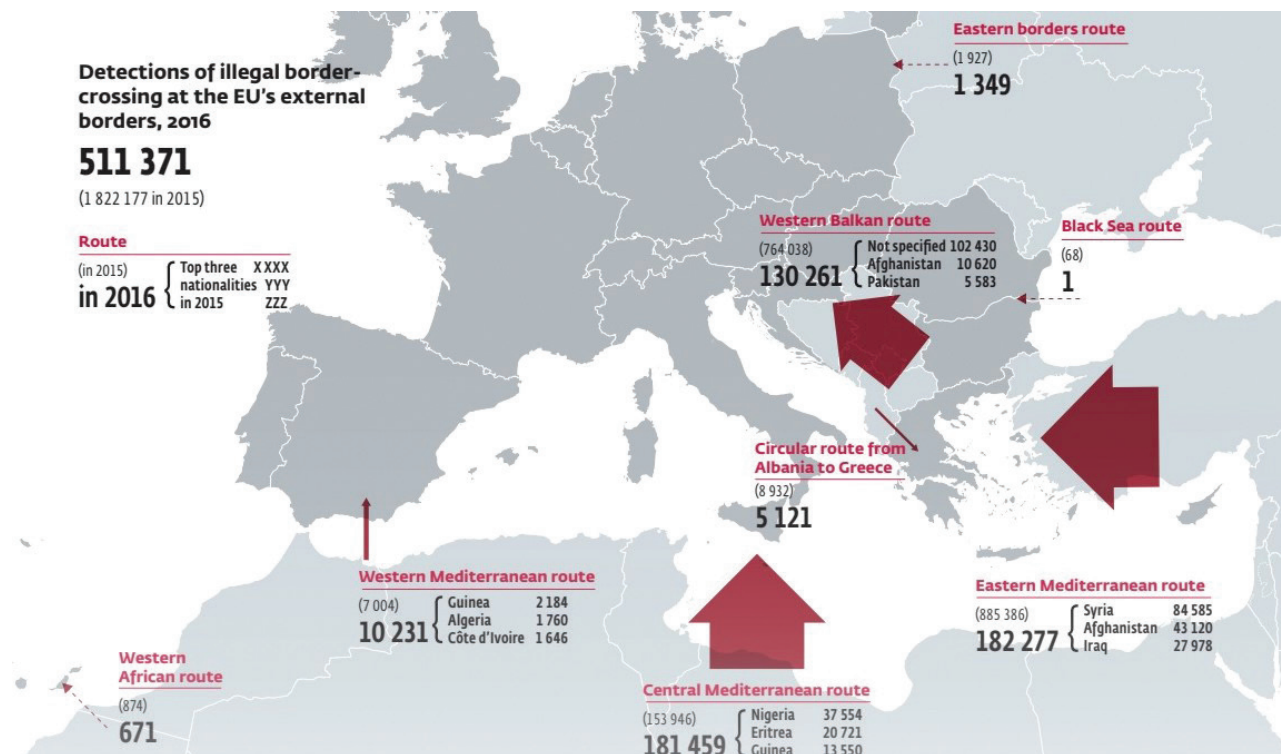 Detections of illegal border-
crossing at the EU's external
borders, 2016
511 371
(1 822 177 in 2015)
Route
(in 2015)
in 2016
Top three XXXX
nationalities YYY
in 2015 ZZZ
Eastern borders route
(1 927)
1 349
Western Balkan route
(764 038)
130 261
Not specified 102 430
Afghanistan 10 620
Pakistan 5 583
Black Sea route
(68)
1
Circular route from
Albania to Greece
(8 932)
5 121
Western Mediterranean route
(7 004)
10 231
Guinea 2 184
Algeria 1 760
Côte d'Ivoire 1 646
Eastern Mediterranean route
(885 386)
182 277
Syria 84 585
Afghanistan 43 120
Iraq 27 978
Western
African route
(874)
671
Central Mediterranean route
(153 946)
181 459
Nigeria 37 554
Eritrea 20 721
Guinea 13 550